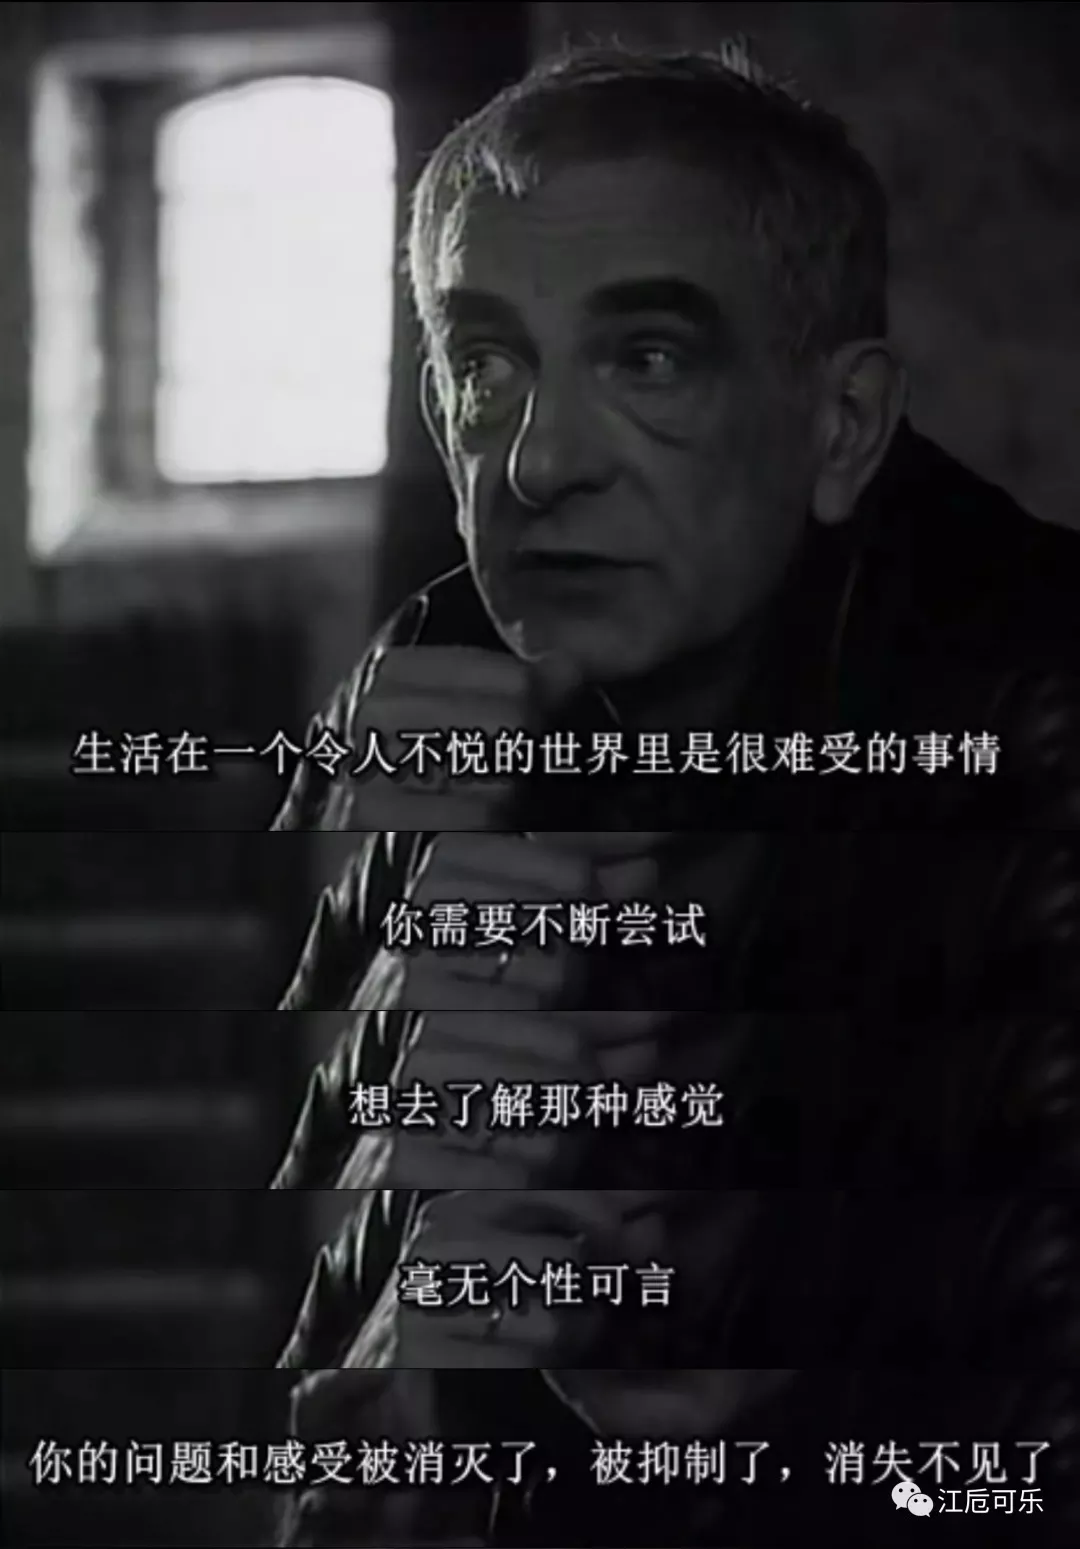 生活在一个令人不悦的世界里是很难受的事情
你需要不断尝试
想去了解那种感觉
毫无个性可言
你的问题和感受被消灭了，被抑制了，消失不见了
江卮可乐